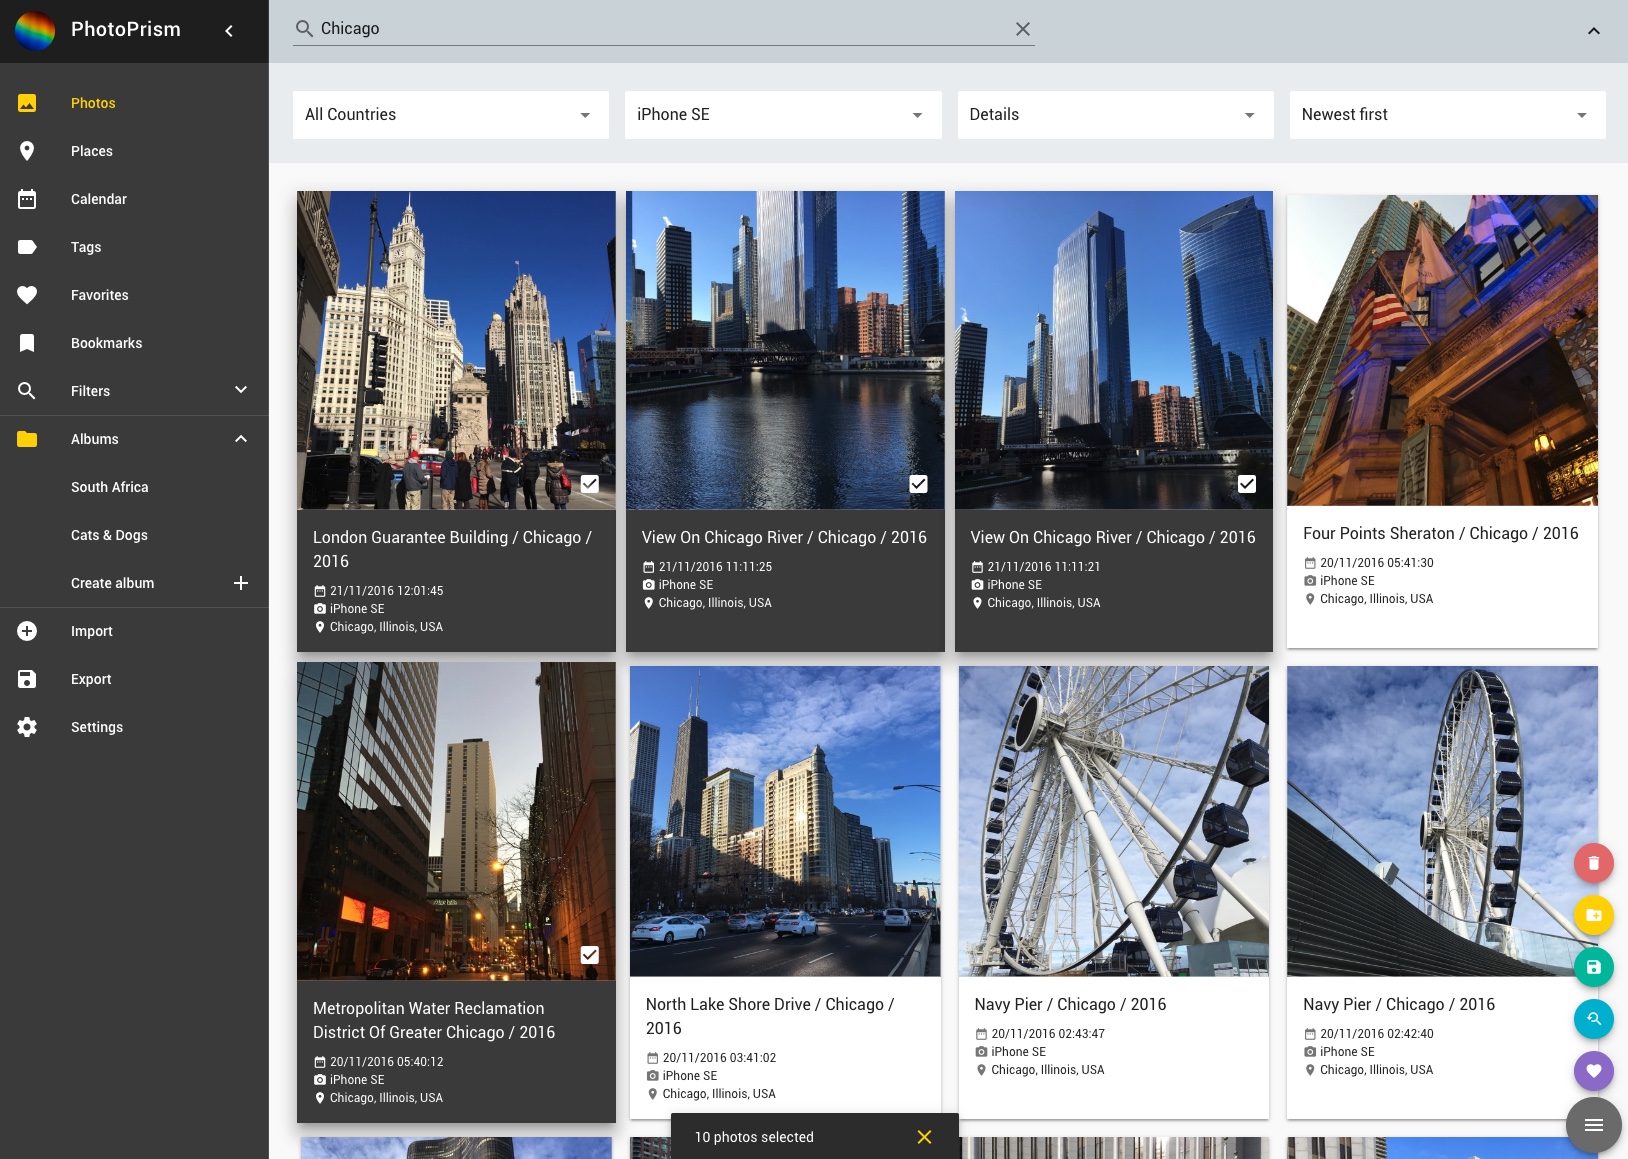 PhotoPrism
Chicago
Photos
Places
Calendar
Tags
Favorites
Bookmarks
Filters
Albums
South Africa
Cats & Dogs
Create album
Import
Export
Settings
All Countries
iPhone SE
Details
Newest first
London Guarantee Building / Chicago /
2016
21/11/2016 12:01:45
iPhone SE
Chicago, Illinois, USA
View On Chicago River / Chicago / 2016
21/11/2016 11:11:25
iPhone SE
Chicago, Illinois, USA
View On Chicago River / Chicago / 2016
21/11/2016 11:11:21
iPhone SE
Chicago, Illinois, USA
Four Points Sheraton / Chicago / 2016
20/11/2016 05:41:30
iPhone SE
Chicago, Illinois, USA
Metropolitan Water Reclamation
District Of Greater Chicago / 2016
20/11/2016 05:40:12
iPhone SE
Chicago, Illinois, USA
North Lake Shore Drive / Chicago /
2016
20/11/2016 03:41:02
iPhone SE
Chicago, Illinois, USA
Navy Pier / Chicago / 2016
20/11/2016 02:43:47
iPhone SE
Chicago, Illinois, USA
Navy Pier / Chicago / 2016
20/11/2016 02:42:40
iPhone SE
Chicago, Illinois, USA
10 photos selected